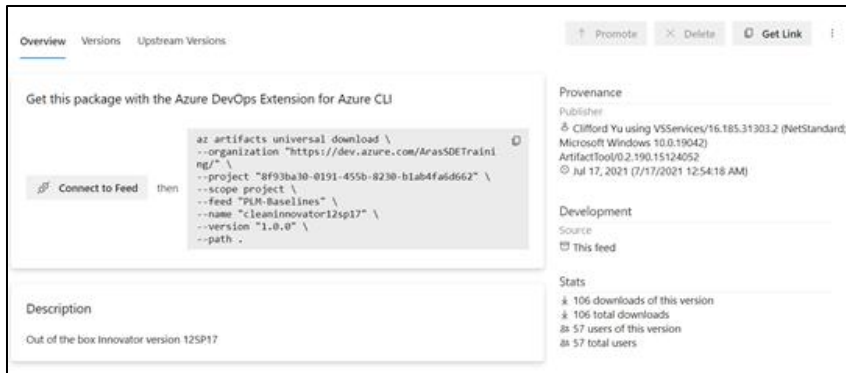 Overview Versions Upstream Versions
Promote Delete Get Link
Get this package with the Azure DevOps Extension for Azure CLI
Connect to Feed then
az artifacts universal download \
--organization "https://dev.azure.com/ArasSDETraini
ng/" \
--project "8f93ba30-0191-455b-8230-b1ab4fa6d662" \
--scope project \
--feed "PLM-Baselines" \
--name "cleaninnovator12sp17" \
--version "1.0.0" \
--path .
Description
Out of the box Innovator version 12SP17
Provenance
Publisher
Clifford Yu using VSServices/16.185.31303.2 (NetStandard;
Microsoft Windows 10.0.19042)
ArtifactTool/0.2.190.15124052
Jul 17, 2021 (7/17/2021 12:54:18 AM)
Development
Source
This feed
Stats
106 downloads of this version
106 total downloads
57 users of this version
57 total users